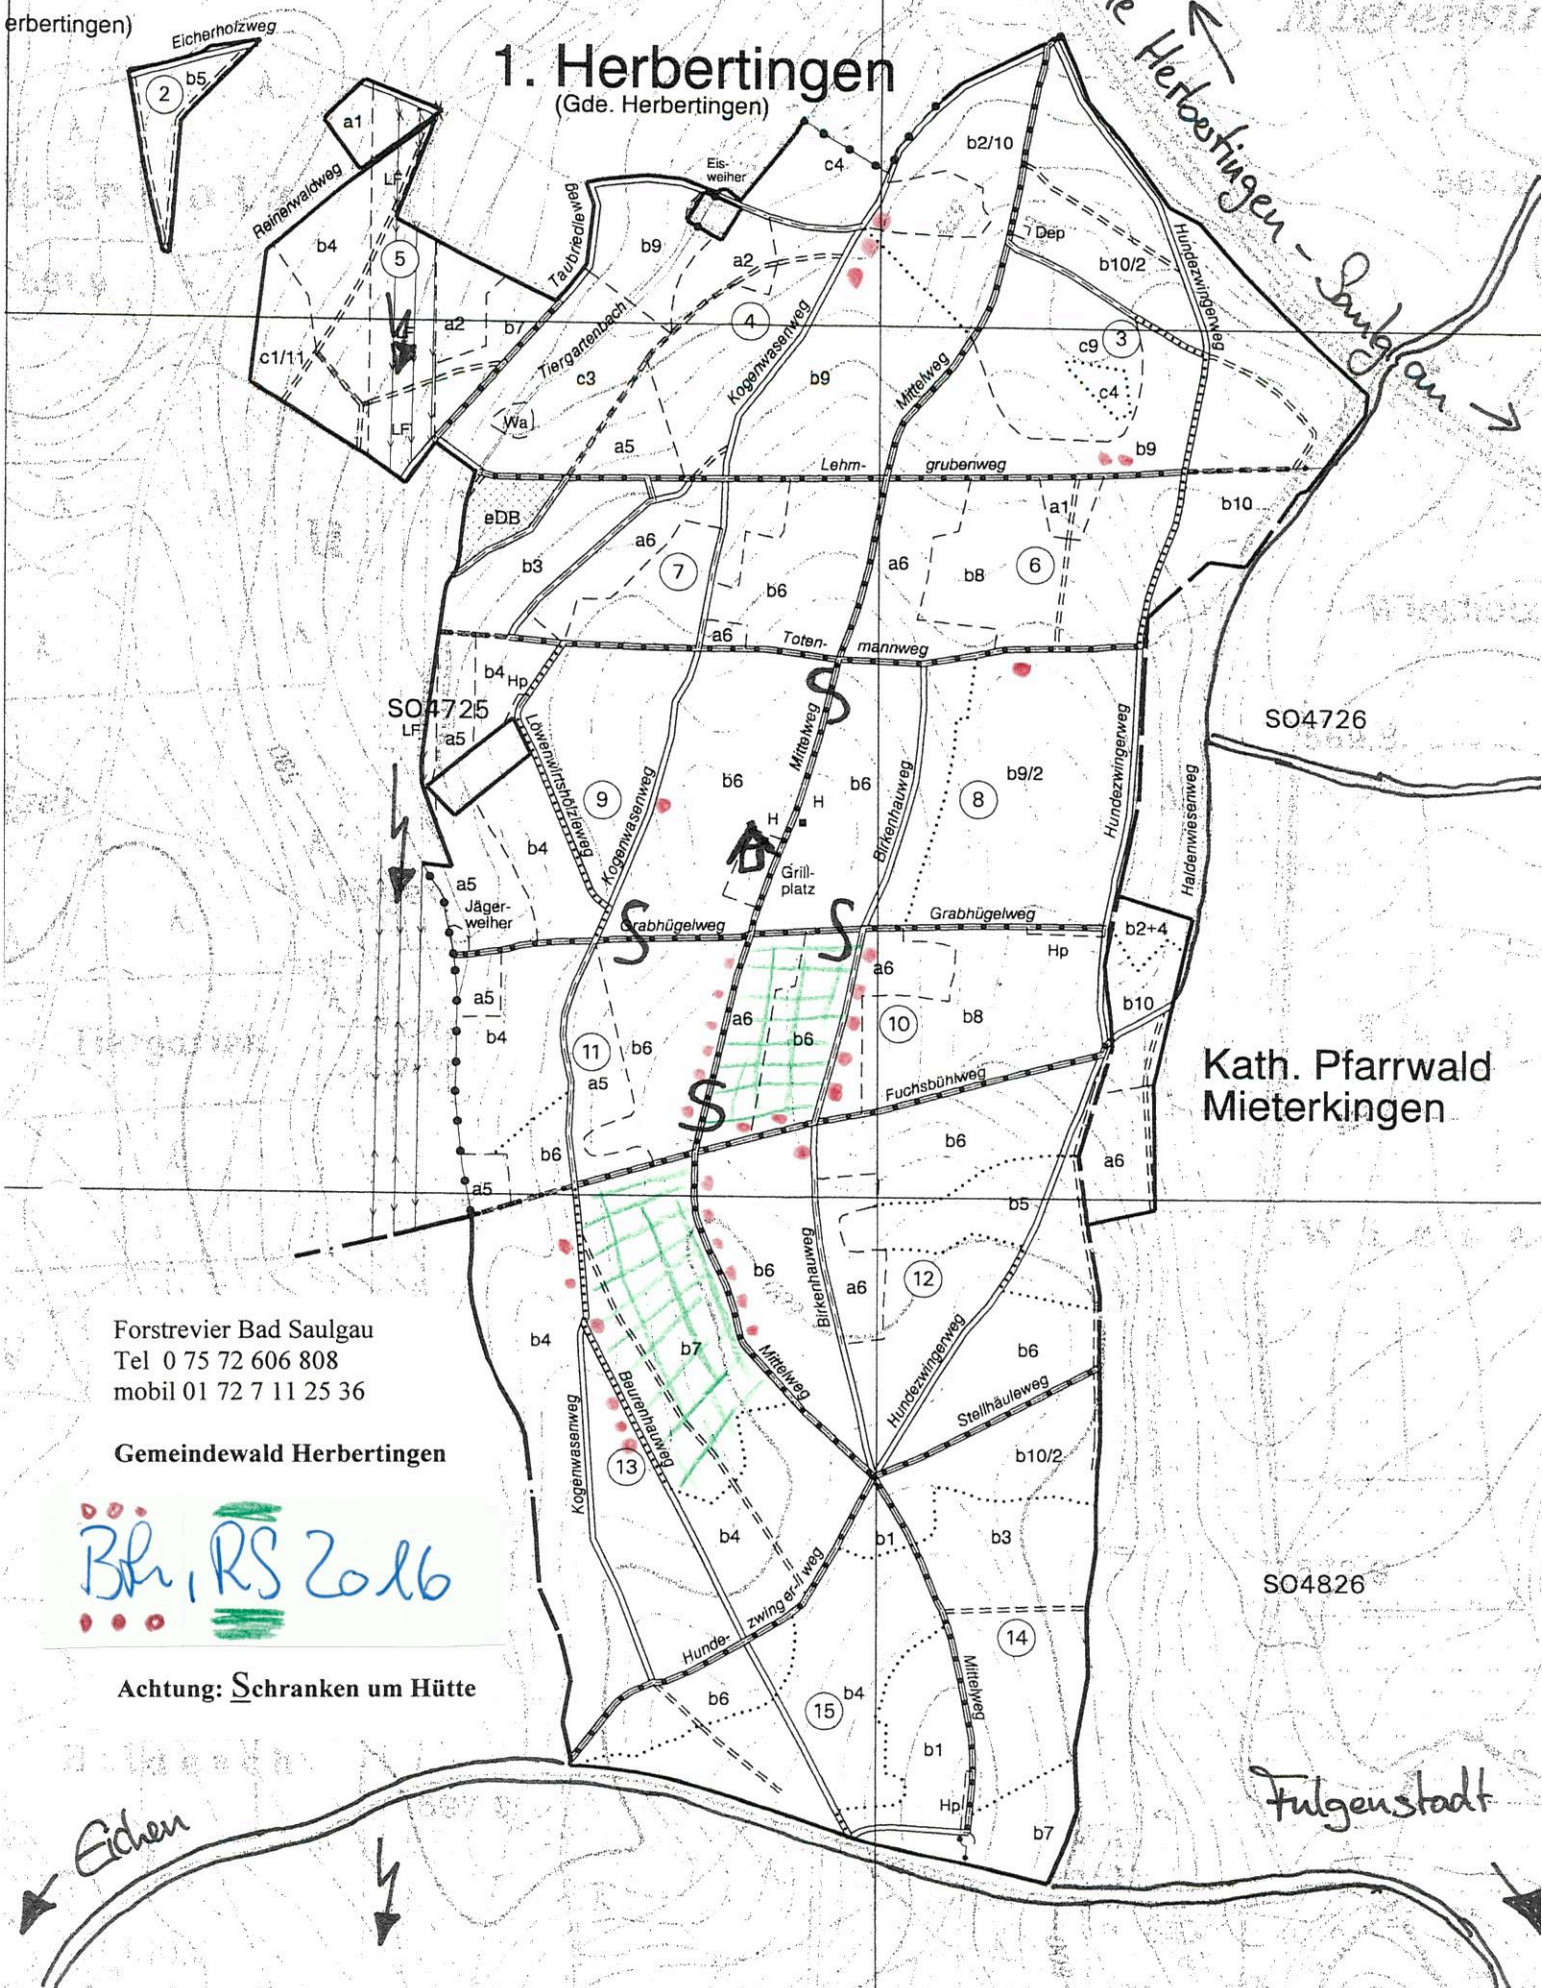 erbertingen)
Eicherholzweg
1. Herbertingen
(Gde. Herbertingen)
Herbertingen - Saulgau
2
b5
a1
LF
Reinerwaldweg
b4
5
Taubriedleweg
b9
Eis-
weiher
c4
b2/10
Dep
b10/2
Hundezwingerweg
a2
4
Kogenwasenweg
Tiergartenbach
a2
b7
c1/11
c3
b9
Mittelweg
c9
3
c4
Wa
LF
a5
Lehm-
grubenweg
b9
b10
eDB
b3
a6
7
b6
a6
b8
a1
6
a6
Toten-
mannweg
b4
Hp
SO4725
LF
a5
Löwenwirtshölzleweg
S
Mittelweg
SO4726
9
Kogenwasenweg
b6
b6
Birkenhauweg
8
b9/2
Hundezwingerweg
Haldenwiesenweg
H
H
b4
Grill-
platz
a5
Jäger-
weiher
S
Grabhügelweg
S
Grabhügelweg
Hp
b2+4
a6
b10
a5
b4
11
b6
a5
a6
b6
10
b8
S
Fuchsbühlweg
Kath. Pfarrwald
Mieterkingen
b6
b6
a6
a5
b5
b6
Birkenhauweg
a6
12
Hundezwingerweg
Forstrevier Bad Saulgau
Tel 0 75 72 606 808
mobil 01 72 7 11 25 36
b4
b7
Mittelweg
b6
Stellhäuleweg
Beurenhauweg
Kogenwasenweg
13
b10/2
Gemeindewald Herbertingen
BH, RS 2016
b4
b1
b3
SO4826
Hunde-
zwinger-//weg
14
Achtung: Schranken um Hütte
b6
15
b4
Mittelweg
b1
Hp
b7
Eichen
Fulgenstadt